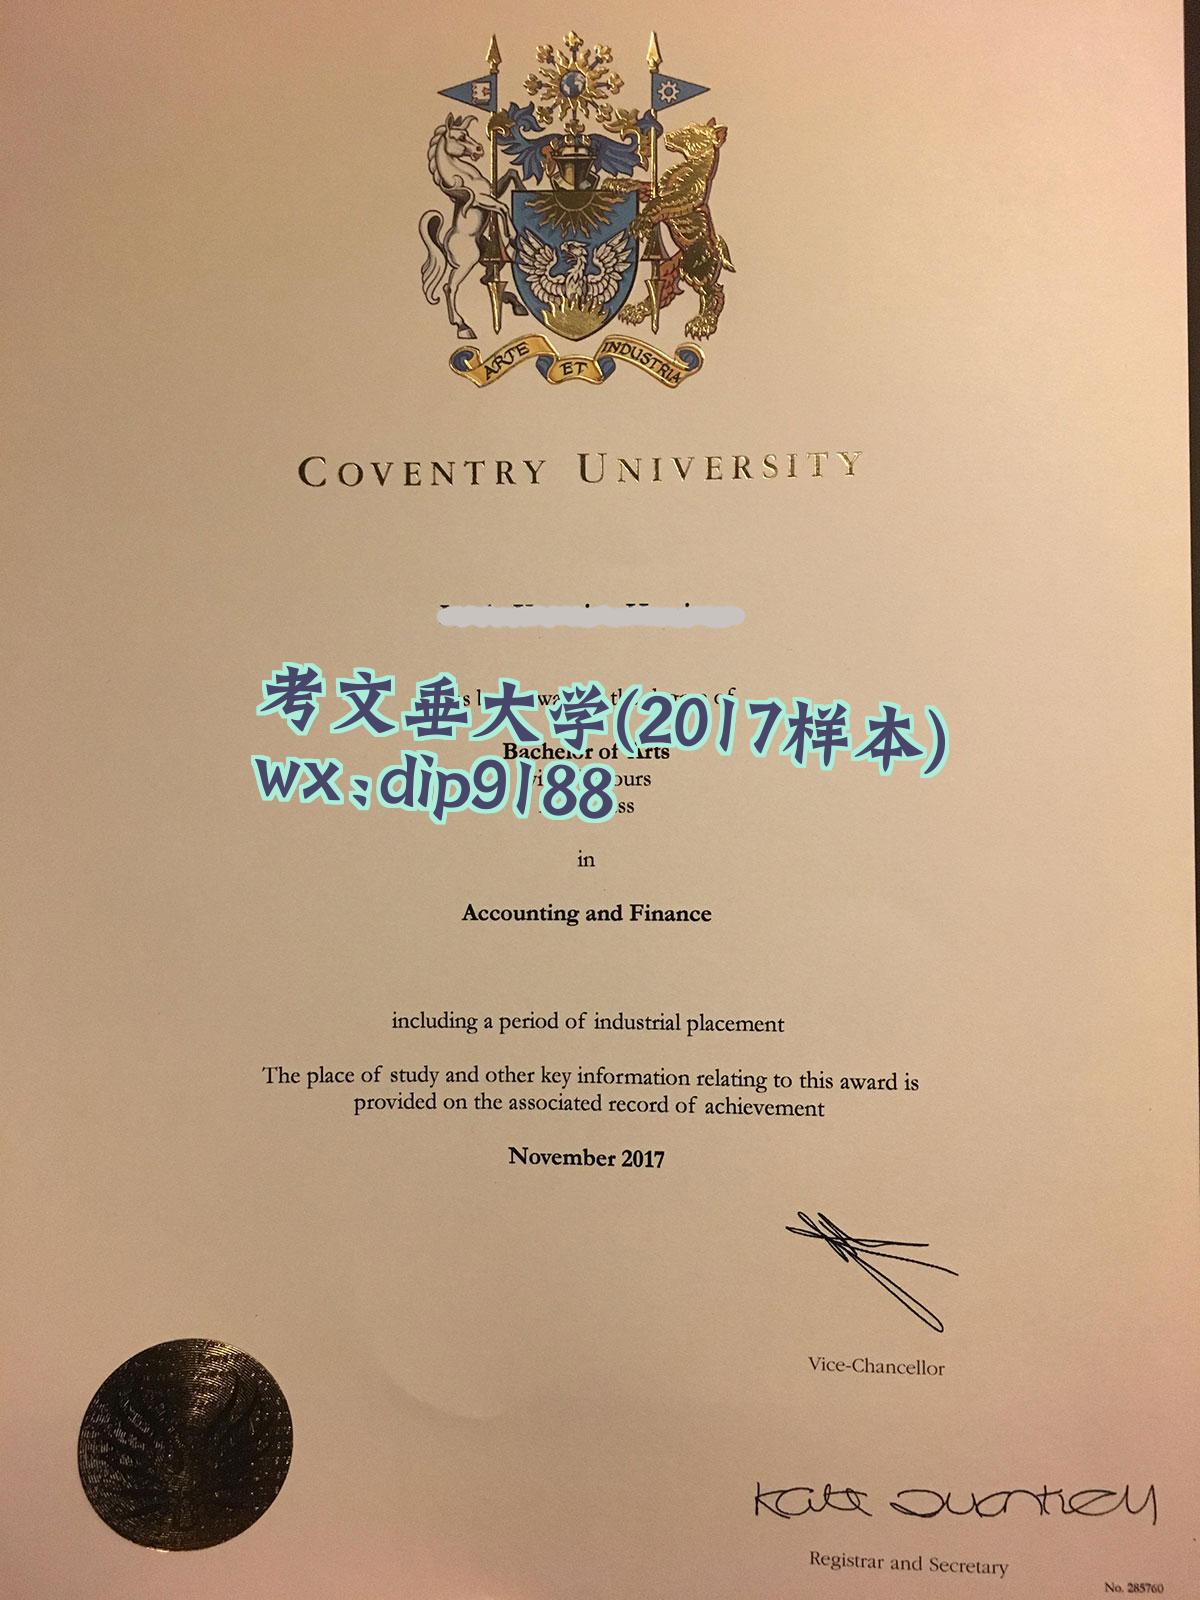 ARTE ET INDUSTRIA
COVENTRY UNIVERSITY
of
考文垂大学(2017样本)
Bachelor of Arts
wx:dip9188
in
Accounting and Finance
including a period of industrial placement
The place of study and other key information relating to this award is
provided on the associated record of achievement
November 2017
Vice-Chancellor
Kate Quantrell
Registrar and Secretary
No. 285760